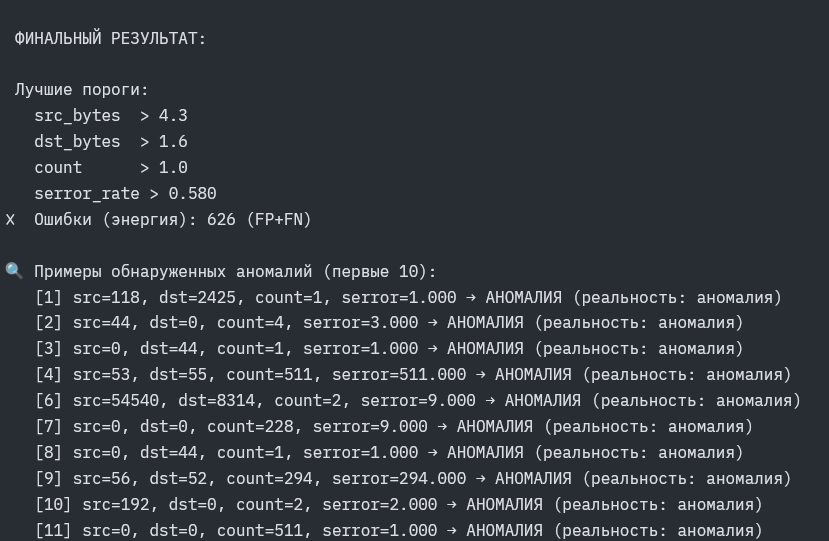 ФИНАЛЬНЫЙ РЕЗУЛЬТАТ:
Лучшие пороги:
src_bytes > 4.3
dst_bytes > 1.6
count > 1.0
serror_rate > 0.580
X Ошибки (энергия): 626 (FP+FN)
🔍 Примеры обнаруженных аномалий (первые 10):
[1] src=118, dst=2425, count=1, serror=1.000 → АНОМАЛИЯ (реальность: аномалия)
[2] src=44, dst=0, count=4, serror=3.000 → АНОМАЛИЯ (реальность: аномалия)
[3] src=0, dst=44, count=1, serror=1.000 → АНОМАЛИЯ (реальность: аномалия)
[4] src=53, dst=55, count=511, serror=511.000 → АНОМАЛИЯ (реальность: аномалия)
[6] src=54540, dst=8314, count=2, serror=9.000 → АНОМАЛИЯ (реальность: аномалия)
[7] src=0, dst=0, count=228, serror=9.000 → АНОМАЛИЯ (реальность: аномалия)
[8] src=0, dst=44, count=1, serror=1.000 → АНОМАЛИЯ (реальность: аномалия)
[9] src=56, dst=52, count=294, serror=294.000 → АНОМАЛИЯ (реальность: аномалия)
[10] src=192, dst=0, count=2, serror=2.000 → АНОМАЛИЯ (реальность: аномалия)
[11] src=0, dst=0, count=511, serror=1.000 → АНОМАЛИЯ (реальность: аномалия)